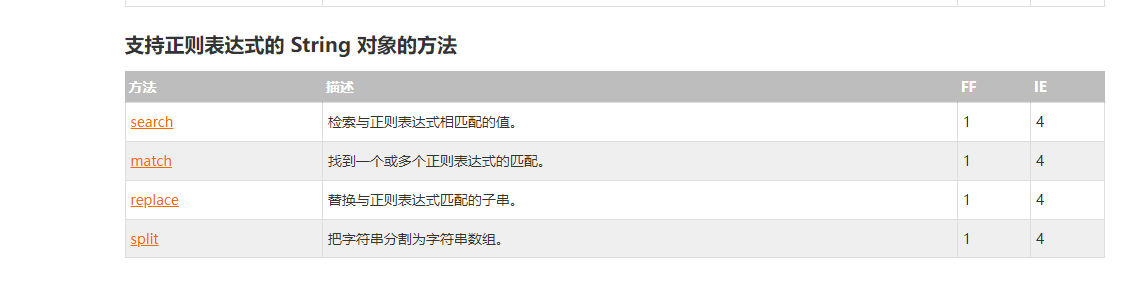 支持正则表达式的 String 对象的方法
方法 描述 FF IE
search 检索与正则表达式相匹配的值。 1 4
match 找到一个或多个正则表达式的匹配。 1 4
replace 替换与正则表达式匹配的子串。 1 4
split 把字符串分割为字符串数组。 1 4